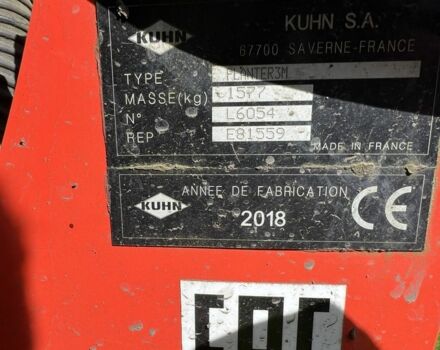 KUHN
KUHN S.A.
67700 SAVERNE-FRANCE
TYPE PLANTER3M
MASSE(kg) 1577
N° L6054
REP E81559
MADE IN FRANCE
KUHN
ANNEE DE FABRICATION
2018
CE
EAC